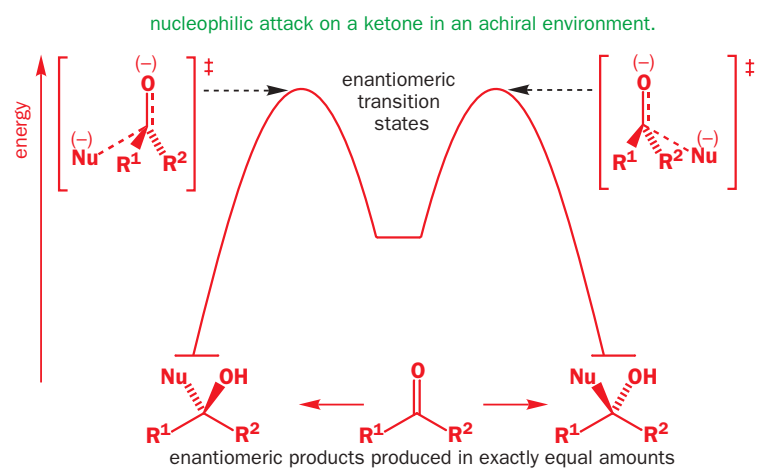 nucleophilic attack on a ketone in an achiral environment.
energy
(–)
O
‡
(–)
Nu
R1
R2
enantiomeric
transition
states
(–)
O
‡
(–)
R1
R2
Nu
Nu
OH
R1
R2
O
R1
R2
Nu
OH
R1
R2
enantiomeric products produced in exactly equal amounts